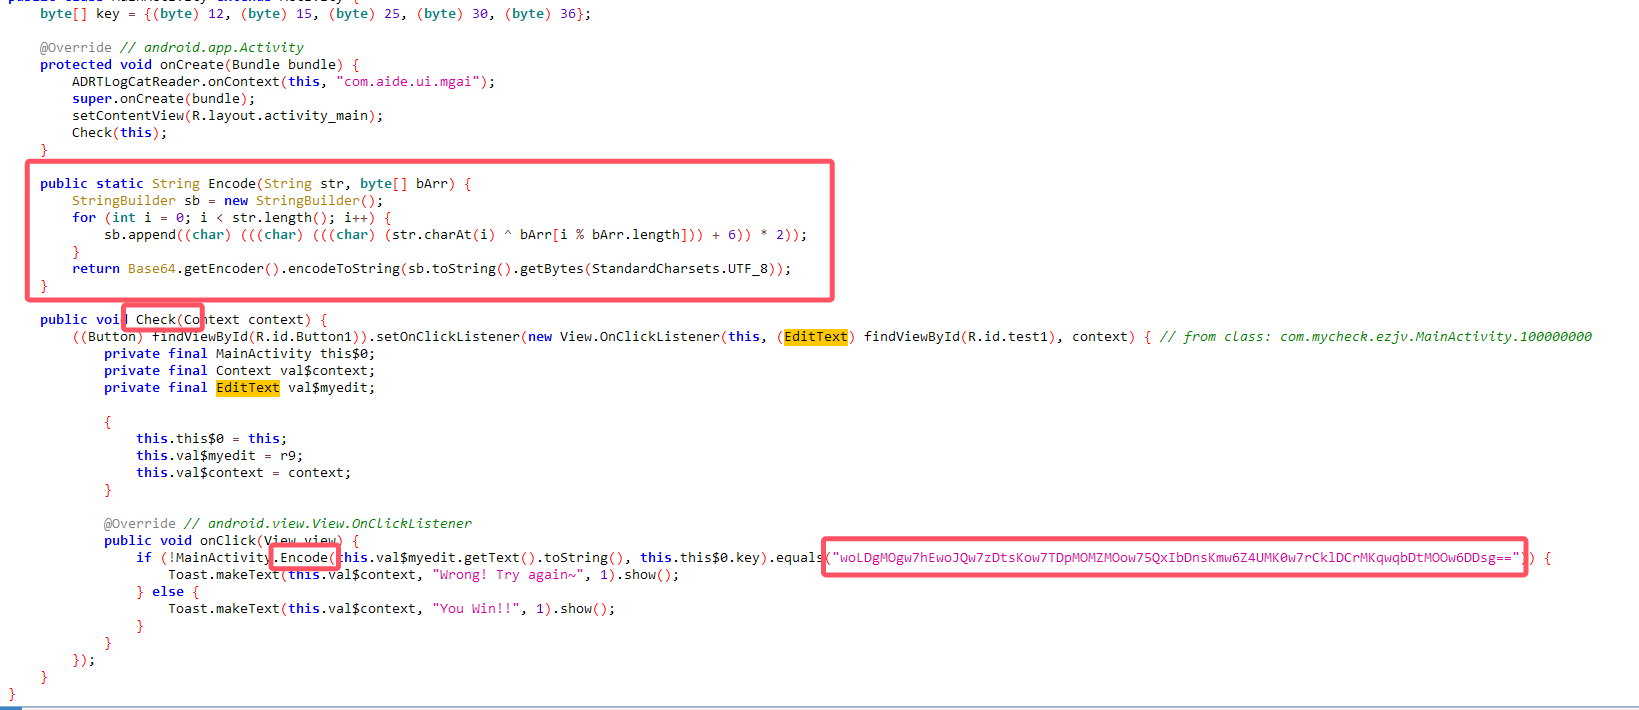 byte[] key = {(byte) 12, (byte) 15, (byte) 25, (byte) 30, (byte) 36};
@Override // android.app.Activity
protected void onCreate(Bundle bundle) {
ADRTLogCatReader.onContext(this, "com.aide.ui.mgai");
super.onCreate(bundle);
setContentView(R.layout.activity_main);
Check(this);
}
public static String Encode(String str, byte[] bArr) {
StringBuilder sb = new StringBuilder();
for (int i = 0; i < str.length(); i++) {
sb.append((char) (((char) (((char) (str.charAt(i) ^ bArr[i % bArr.length])) + 6)) * 2));
}
return Base64.getEncoder().encodeToString(sb.toString().getBytes(StandardCharsets.UTF_8));
}
public void Check(Context context) {
((Button) findViewById(R.id.Button1)).setOnClickListener(new View.OnClickListener(this, (EditText) findViewById(R.id.test1), context) { // from class: com.mycheck.ezjv.MainActivity.100000000
private final MainActivity this$0;
private final Context val$context;
private final EditText val$myedit;
{
this.this$0 = this;
this.val$myedit = r9;
this.val$context = context;
}
@Override // android.view.View.OnClickListener
public void onClick(View view) {
if (!MainActivity.Encode(this.val$myedit.getText().toString(), this.this$0.key).equals("woLDgMOgw7hEwoJQw7zDtsKow7TDpMOMZMOow75QxIbDnsKmw6Z4UMK0w7rCklDCrMKqwqbDtMOOw6DDsg==")) {
Toast.makeText(this.val$context, "Wrong! Try again~", 1).show();
} else {
Toast.makeText(this.val$context, "You Win!!", 1).show();
}
}
});
}
}